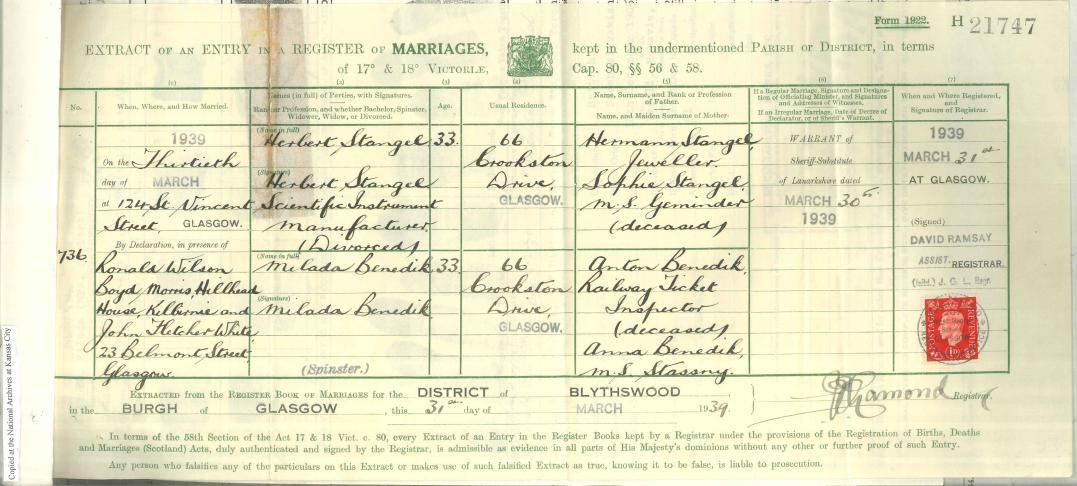 Form 1922. H 21747
EXTRACT OF AN ENTRY IN A REGISTER OF MARRIAGES, kept in the undermentioned PARISH OR DISTRICT, in terms
of 17° & 18° VICTORIÆ, Cap. 80, §§ 56 & 58.
(1) (2) (3) (4) (5) (6) (7)
No.
When, Where, and How Married.
Names (in full) of Parties, with Signatures.
Rank or Profession, and whether Bachelor, Spinster, Widower, Widow, or Divorced.
Age.
Usual Residence.
Name, Surname, and Rank or Profession of Father.
Name, and Maiden Surname of Mother.
If a Regular Marriage, Signature and Designation of Officiating Minister, and Signatures and Addresses of Witnesses.
If an Irregular Marriage, Date of Decree of Declarator, or of Sheriff's Warrant.
When and Where Registered, and Signature of Registrar.
736.
1939
On the Thirtieth
day of MARCH
at 124 St. Vincent
Street, GLASGOW.
By Declaration, in presence of
Ronald Wilson
Boyd, Morris, Hillhead
House, Kilbirnie and
John Fletcher White
23 Belmont Street,
Glasgow.
(Name in full)
Herbert Stangel
(Signature)
Herbert Stangel
Scientific Instrument
Manufacturer
(Divorced)
(Name in full)
Milada Benedik
(Signature)
Milada Benedik
(Spinster.)
33.
33
66
Crookston
Drive,
GLASGOW.
66
Crookston
Drive,
GLASGOW.
Hermann Stangel,
Jeweller.
Sophie Stangel,
M.S. Geminder
(deceased)
Anton Benedik,
Railway Ticket
Inspector
(deceased)
Anna Benedik,
M.S. Stassny.
WARRANT of
Sheriff-Substitute
of Lanarkshire dated
MARCH 30
1939
1939
MARCH 31st
AT GLASGOW.
(Signed)
DAVID RAMSAY
ASSIST. REGISTRAR.
(Intd.) J. G. L. Regr.
POSTAGE REVENUE
EXTRACTED from the REGISTER BOOK OF MARRIAGES for the DISTRICT of BLYTHSWOOD
in the BURGH of GLASGOW, this 31st day of MARCH 1939.
Registrar.
In terms of the 58th Section of the Act 17 & 18 Vict. c. 80, every Extract of an Entry in the Register Books kept by a Registrar under the provisions of the Registration of Births, Deaths
and Marriages (Scotland) Acts, duly authenticated and signed by the Registrar, is admissible as evidence in all parts of His Majesty's dominions without any other or further proof of such Entry.
Any person who falsifies any of the particulars on this Extract or makes use of such falsified Extract as true, knowing it to be false, is liable to prosecution.
Copied at the National Archives at Kansas City